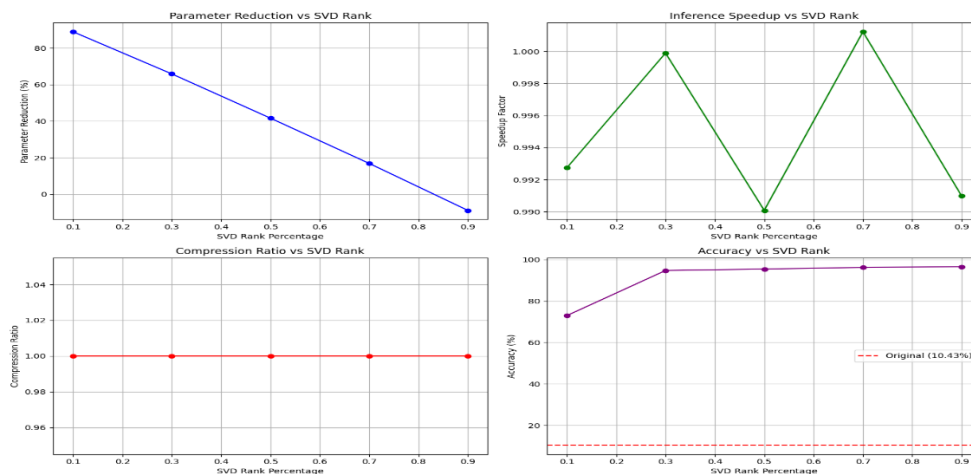 Parameter Reduction vs SVD Rank
Parameter Reduction (%)
80
60
40
20
0
0.1 0.2 0.3 0.4 0.5 0.6 0.7 0.8 0.9
SVD Rank Percentage
Inference Speedup vs SVD Rank
Speedup Factor
1.000
0.998
0.996
0.994
0.992
0.990
0.1 0.2 0.3 0.4 0.5 0.6 0.7 0.8 0.9
SVD Rank Percentage
Compression Ratio vs SVD Rank
Compression Ratio
1.04
1.02
1.00
0.98
0.96
0.1 0.2 0.3 0.4 0.5 0.6 0.7 0.8 0.9
SVD Rank Percentage
Accuracy vs SVD Rank
Accuracy (%)
100
80
60
40
20
Original (10.43%)
0.1 0.2 0.3 0.4 0.5 0.6 0.7 0.8 0.9
SVD Rank Percentage